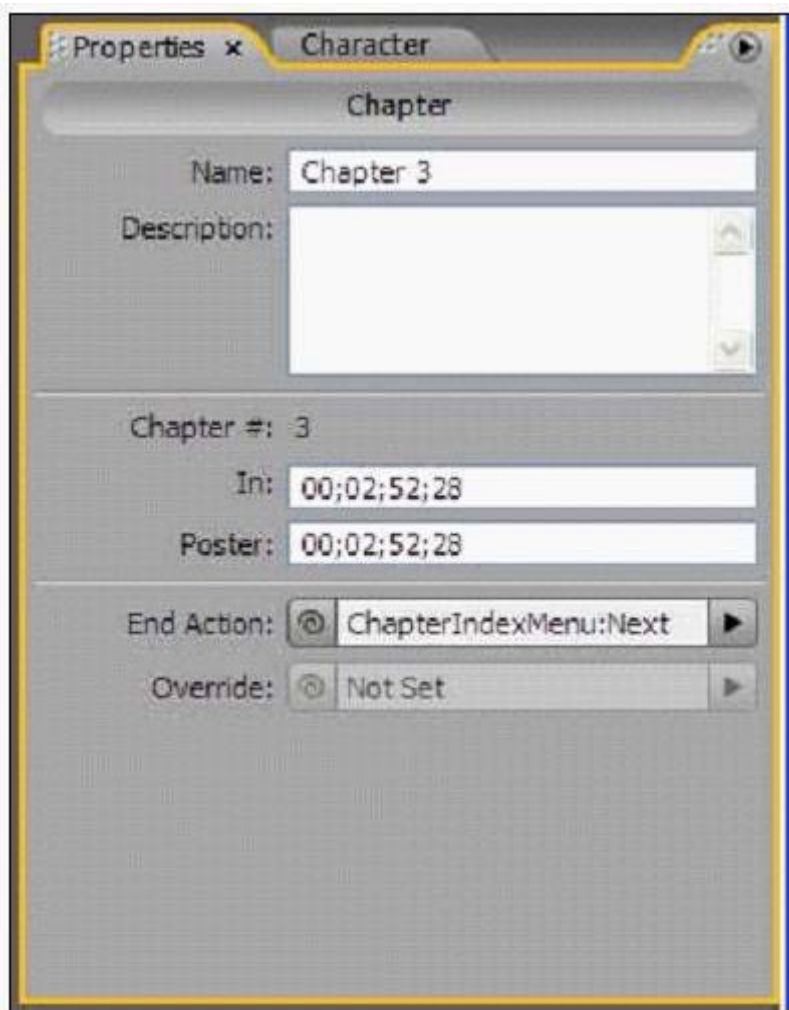 Properties x Character
Chapter
Name: Chapter 3
Description:
Chapter #: 3
In: 00;02;52;28
Poster: 00;02;52;28
End Action: ChapterIndexMenu:Next
Override: Not Set